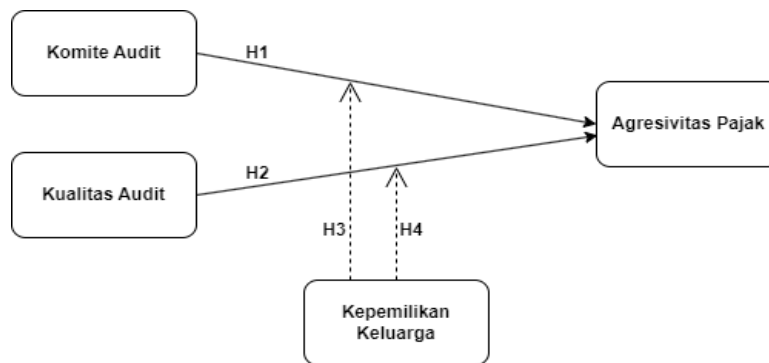 Komite Audit
H1
Agresivitas Pajak
Kualitas Audit
H2
H3
H4
Kepemilikan
Keluarga